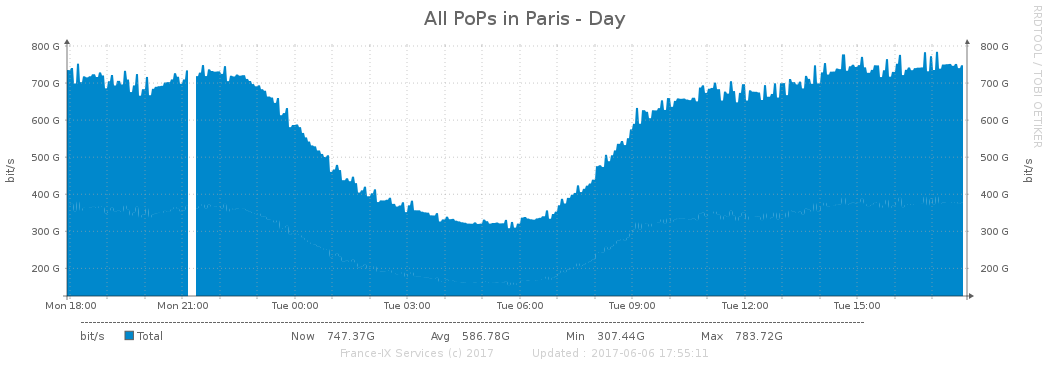 All PoPs in Paris - Day
RRDTOOL / TOBI OETIKER
800 G 800 G
700 G 700 G
600 G 600 G
500 G 500 G
400 G 400 G
300 G 300 G
200 G 200 G
bit/s bit/s
Mon 18:00 Mon 21:00 Tue 00:00 Tue 03:00 Tue 06:00 Tue 09:00 Tue 12:00 Tue 15:00
bit/s Total Now 747.37G Avg 586.78G Min 307.44G Max 783.72G
France-IX Services (c) 2017 Updated : 2017-06-06 17:55:11